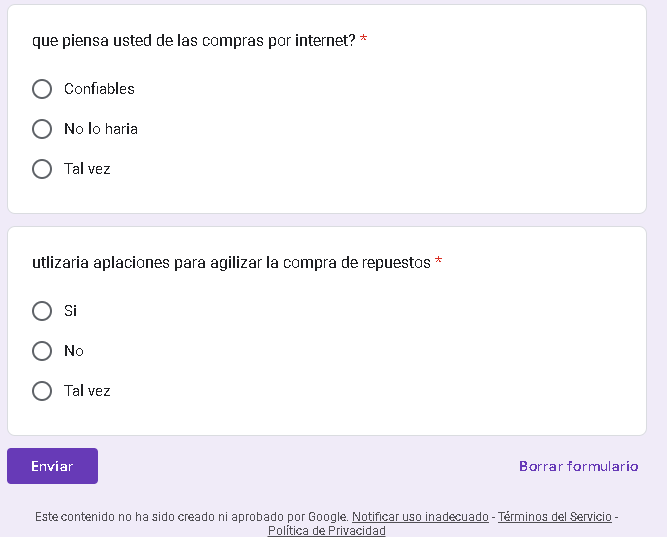 que piensa usted de las compras por internet? *
Confiables
No lo haria
Tal vez
utlizaria aplaciones para agilizar la compra de repuestos *
Si
No
Tal vez
Enviar
Borrar formulario
Este contenido no ha sido creado ni aprobado por Google. Notificar uso inadecuado - Términos del Servicio -
Política de Privacidad